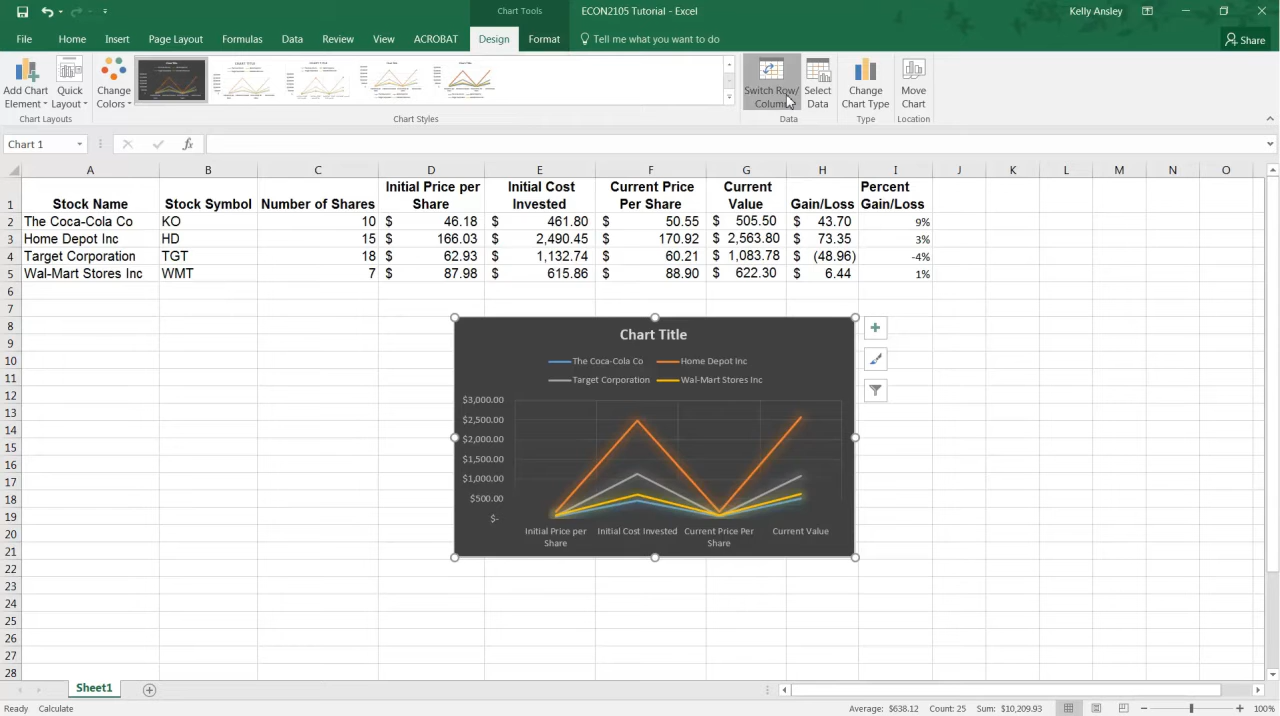 Chart Tools
ECON2105 Tutorial - Excel
Kelly Ansley
File Home Insert Page Layout Formulas Data Review View ACROBAT Design Format Tell me what you want to do Share
Add Chart Element Quick Layout Change Colors Switch Row/ Column Select Data Change Chart Type Move Chart
Chart Layouts Chart Styles Data Type Location
Chart 1 fx
A B C D E F G H I J K L M N O
1 Stock Name Stock Symbol Number of Shares Initial Price per Share Initial Cost Invested Current Price Per Share Current Value Gain/Loss Percent Gain/Loss
2 The Coca-Cola Co KO 10 $ 46.18 $ 461.80 $ 50.55 $ 505.50 $ 43.70 9%
3 Home Depot Inc HD 15 $ 166.03 $ 2,490.45 $ 170.92 $ 2,563.80 $ 73.35 3%
4 Target Corporation TGT 18 $ 62.93 $ 1,132.74 $ 60.21 $ 1,083.78 $ (48.96) -4%
5 Wal-Mart Stores Inc WMT 7 $ 87.98 $ 615.86 $ 88.90 $ 622.30 $ 6.44 1%
6
7
8
9
10
11
12
13
14
15
16
17
18
19
20
21
22
23
24
25
26
27
28
Chart Title
The Coca-Cola Co Home Depot Inc
Target Corporation Wal-Mart Stores Inc
$3,000.00
$2,500.00
$2,000.00
$1,500.00
$1,000.00
$500.00
$-
Initial Price per Share Initial Cost Invested Current Price Per Share Current Value
Sheet1
Ready Calculate Average: $638.12 Count: 25 Sum: $10,209.93 100%